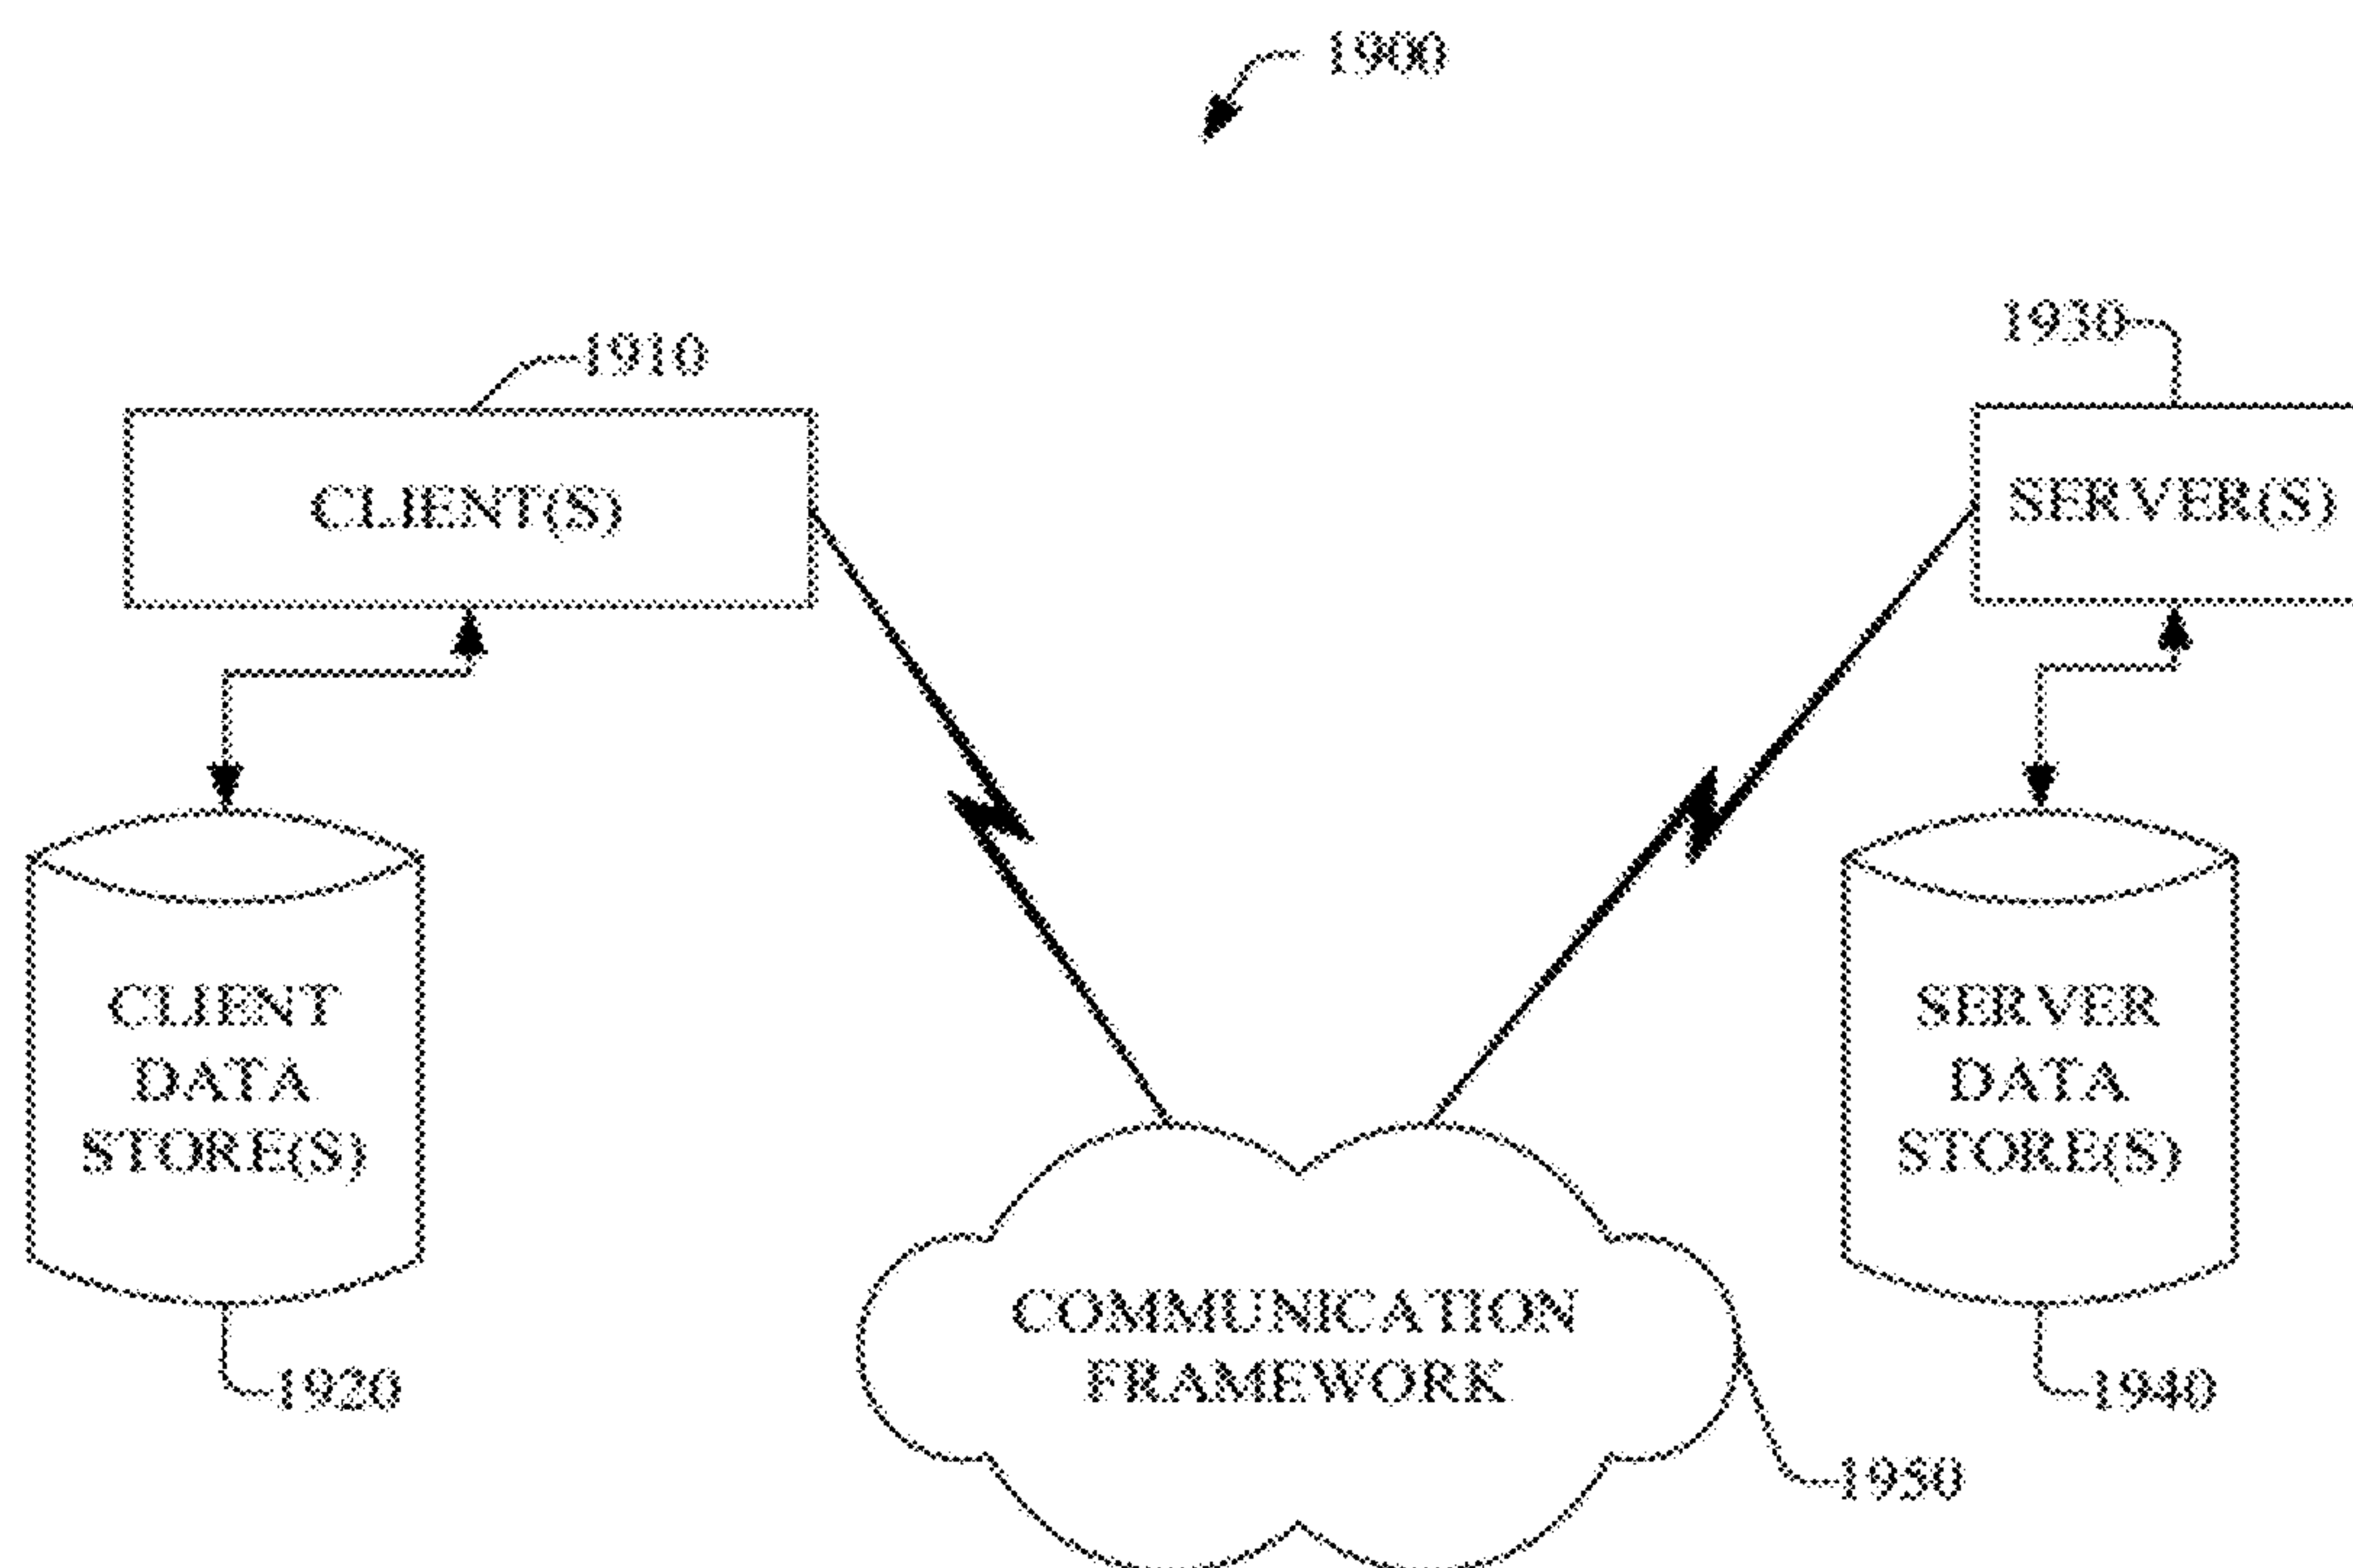 1900
1910
1930
CLIENT(S)
SERVER(S)
CLIENT
DATA
STORE(S)
SERVER
DATA
STORE(S)
COMMUNICATION
FRAMEWORK
1920
1940
1950